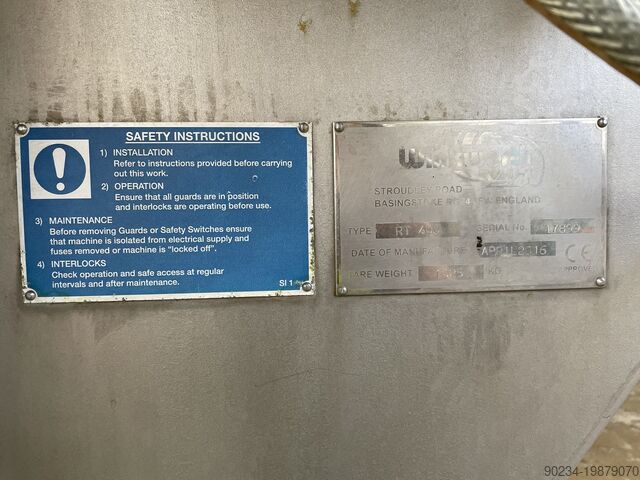 SAFETY INSTRUCTIONS
1) INSTALLATION
Refer to instructions provided before carrying
out this work.
2) OPERATION
Ensure that all guards are in position
and interlocks are operating before use.
3) MAINTENANCE
Before removing Guards or Safety Switches ensure
that machine is isolated from electrical supply and
fuses removed or machine is "locked off".
4) INTERLOCKS
Check operation and safe access at regular
intervals and after maintenance.
SI 1
STROUDLEY ROAD
BASINGSTOKE ENGLAND
TYPE RT SERIAL No.
DATE OF MANUFACTURE APRIL2016
TARE WEIGHT KG
CE
APPROVED
90234-19879070